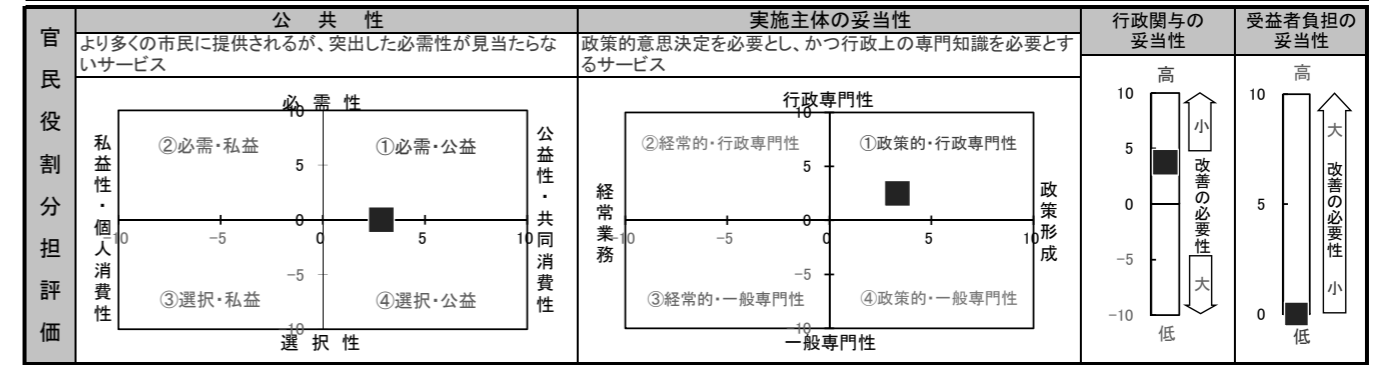 官民役割分担評価
公 共 性
より多くの市民に提供されるが、突出した必需性が見当たらな
いサービス
必 需 性
10
②必需・私益
①必需・公益
5
私益性・個人消費性
公益性・共同消費性
0
-10
-5
0
5
10
-5
③選択・私益
④選択・公益
-10
選 択 性
実施主体の妥当性
政策的意思決定を必要とし、かつ行政上の専門知識を必要とす
るサービス
行政専門性
10
②経常的・行政専門性
①政策的・行政専門性
5
経常業務
政策形成
0
-10
-5
0
5
10
-5
③経常的・一般専門性
④政策的・一般専門性
-10
一般専門性
行政関与の
妥当性
高
10
5
0
-5
-10
小
改善の必要性
大
低
受益者負担の
妥当性
高
10
5
0
大
改善の必要性
小
低